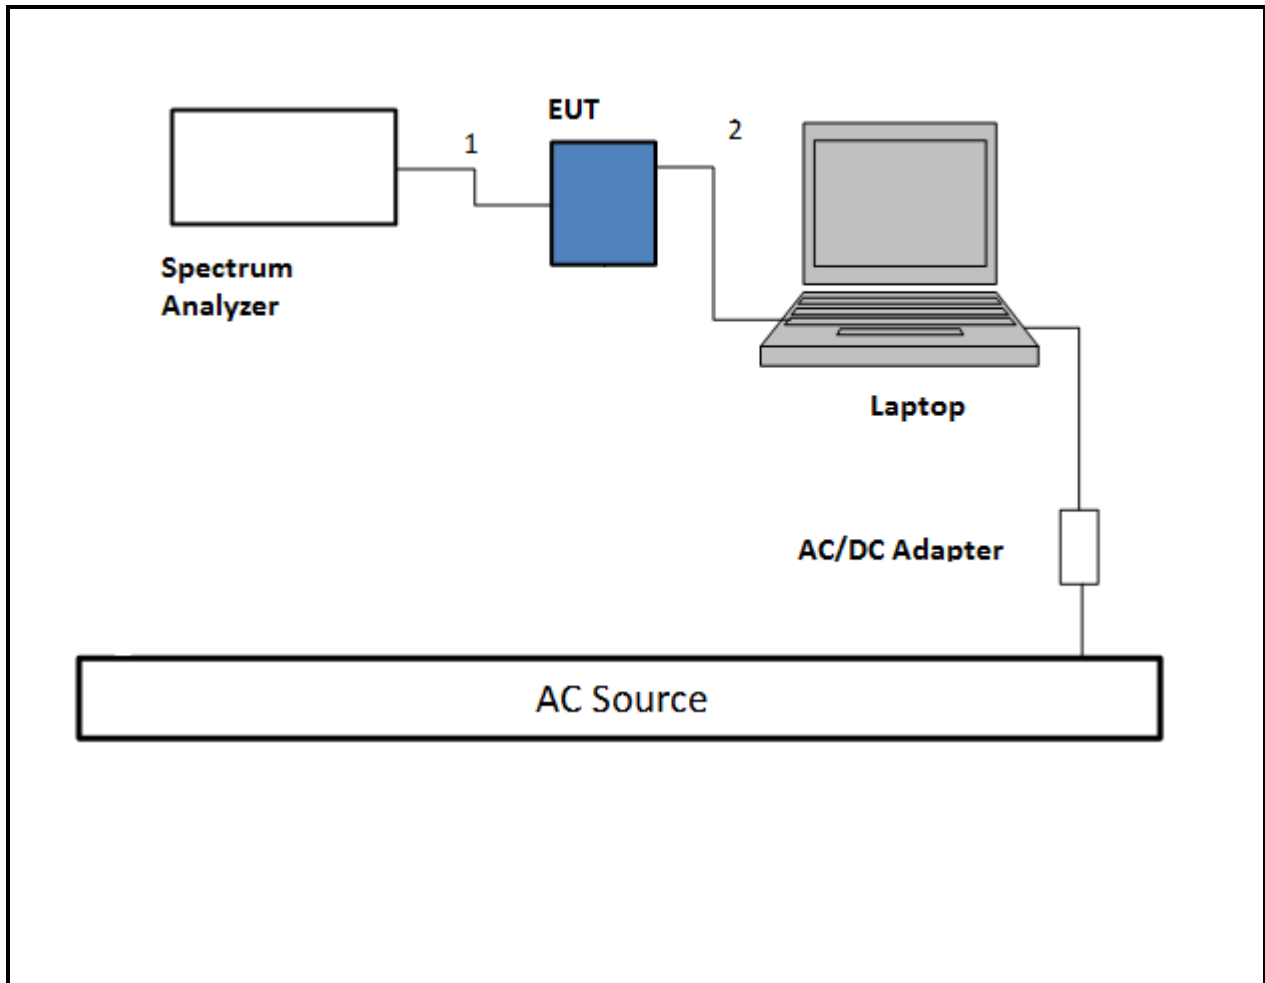 EUT
1
2
Spectrum
Analyzer
Laptop
AC/DC Adapter
AC Source